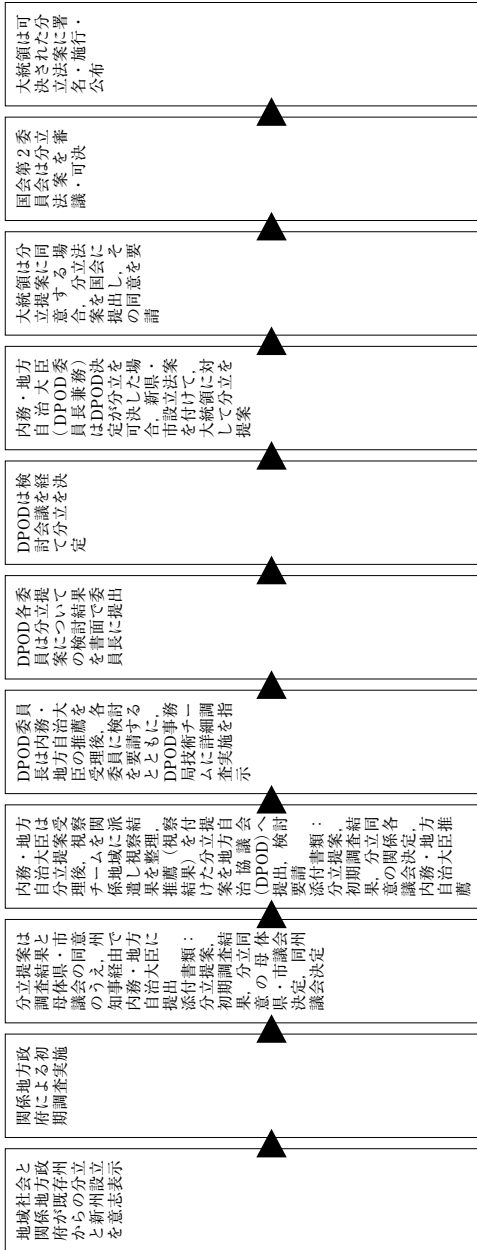 地域社会と
関係地方政
府が既存州
からの分立
と新州設立
を意志表示
関係地方政
府による初
期調査実施
分立提案は
調査結果と
母体県・市
議会の同意
のうえ，州
知事経由で
内務・地方
自治大臣に
提出
添付書類：
分立提案，
初期調査結
果，分立同
意の母体
県・市議会
決定，同州
議会決定
内務・地方
自治大臣は
分立提案受
理後，視察
チームを関
係地域に派
遣し視察結
果を整理，
推薦（視察
結果）を付
けた分立提
案を地方自
治協議会
(DPOD)へ
提出，検討
要請
添付書類：
分立提案，
初期調査結
果，分立同
意の関係各
議会決定，
内務・地方
自治大臣推
薦
DPOD委員
長は内務・
地方自治大
臣の推薦を
受理後，各
委員に検討
を要請する
とともに，
DPOD事務
局技術チー
ムに詳細調
査実施を指
示
DPOD各委
員は分立提
案について
の検討結果
を書面で委
員長に提出
DPODは検
討会議を経
て分立を決
定
内務・地方
自治大臣
(DPOD委
員長兼務)
はDPOD決
定が分立を
可決した場
合，新県・
市設立法案
を付けて，
大統領に対
して分立を
提案
大統領は分
立提案に同
意する場
合，分立法
案を国会に
提出し，そ
の同意を要
請
国会第２委
員会は分立
法案を審
議・可決
大統領は可
決された分
立法案に署
名・施行・
公布